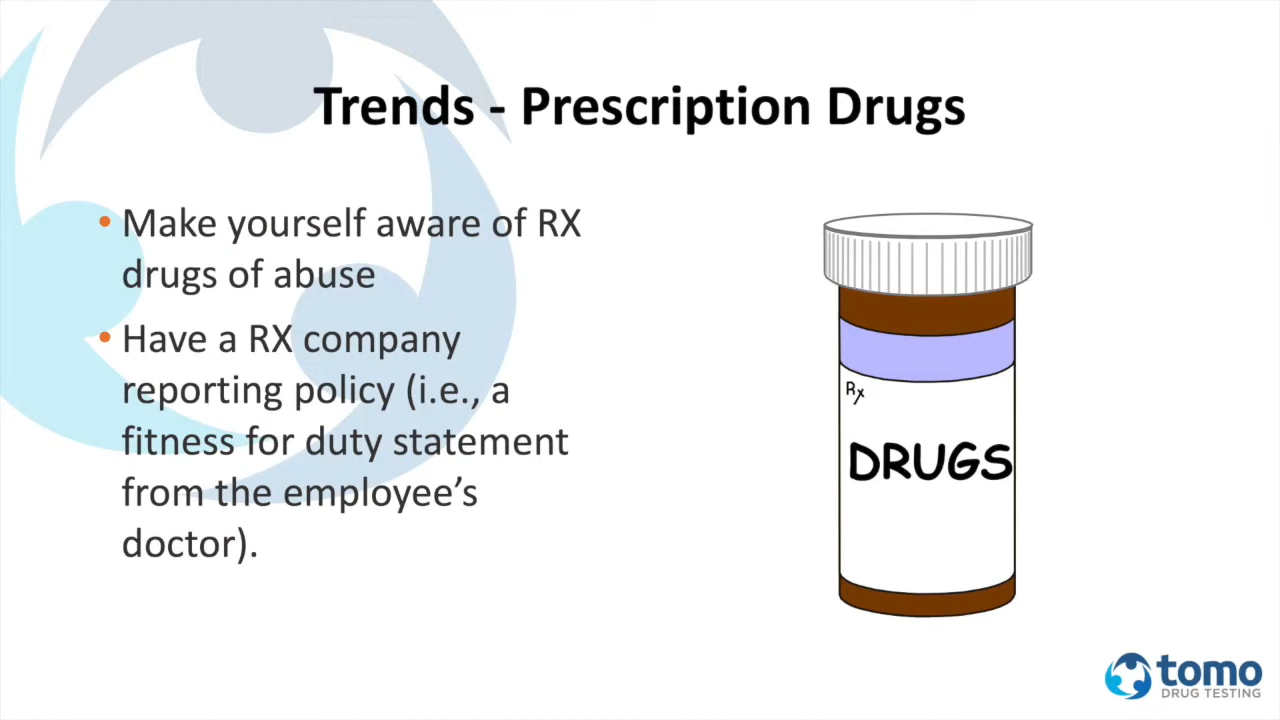 Trends - Prescription Drugs
• Make yourself aware of RX
drugs of abuse
• Have a RX company
reporting policy (i.e., a
fitness for duty statement
from the employee’s
doctor).
Rx
DRUGS
tomo
DRUG TESTING